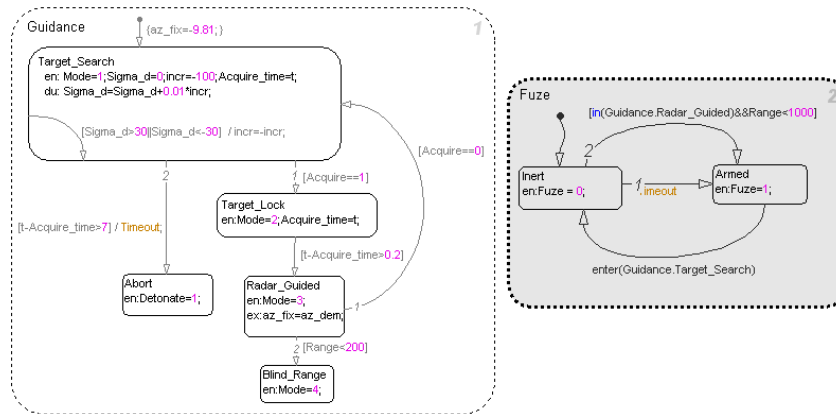 Guidance
1
{az_fix=-9.81;}
Target_Search
en: Mode=1;Sigma_d=0;incr=-100;Acquire_time=t;
du: Sigma_d=Sigma_d+0.01*incr;
[Sigma_d>30||Sigma_d<-30] / incr=-incr;
[Acquire==0]
2
1
[Acquire==1]
Target_Lock
en:Mode=2;Acquire_time=t;
[t-Acquire_time>7] / Timeout;
[t-Acquire_time>0.2]
Abort
en:Detonate=1;
Radar_Guided
en:Mode=3;
ex:az_fix=az_dem;
1
2
[Range<200]
Blind_Range
en:Mode=4;
Fuze
2
[in(Guidance.Radar_Guided)&&Range<1000]
2
Inert
en:Fuze = 0;
1
.imeout
Armed
en:Fuze=1;
enter(Guidance.Target_Search)